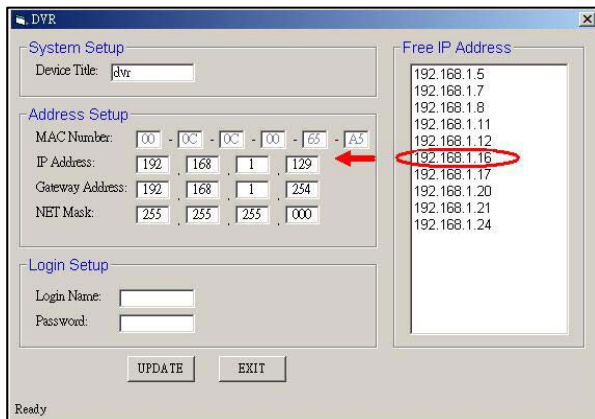 DVR
System Setup
Device Title: dvr
Address Setup
MAC Number: 00 - 0C - 0C - 00 - 65 - A5
IP Address: 192 . 168 . 1 . 129
Gateway Address: 192 . 168 . 1 . 254
NET Mask: 255 . 255 . 255 . 000
Login Setup
Login Name:
Password:
UPDATE EXIT
Ready
Free IP Address
192.168.1.5
192.168.1.7
192.168.1.8
192.168.1.11
192.168.1.12
192.168.1.16
192.168.1.17
192.168.1.20
192.168.1.21
192.168.1.24